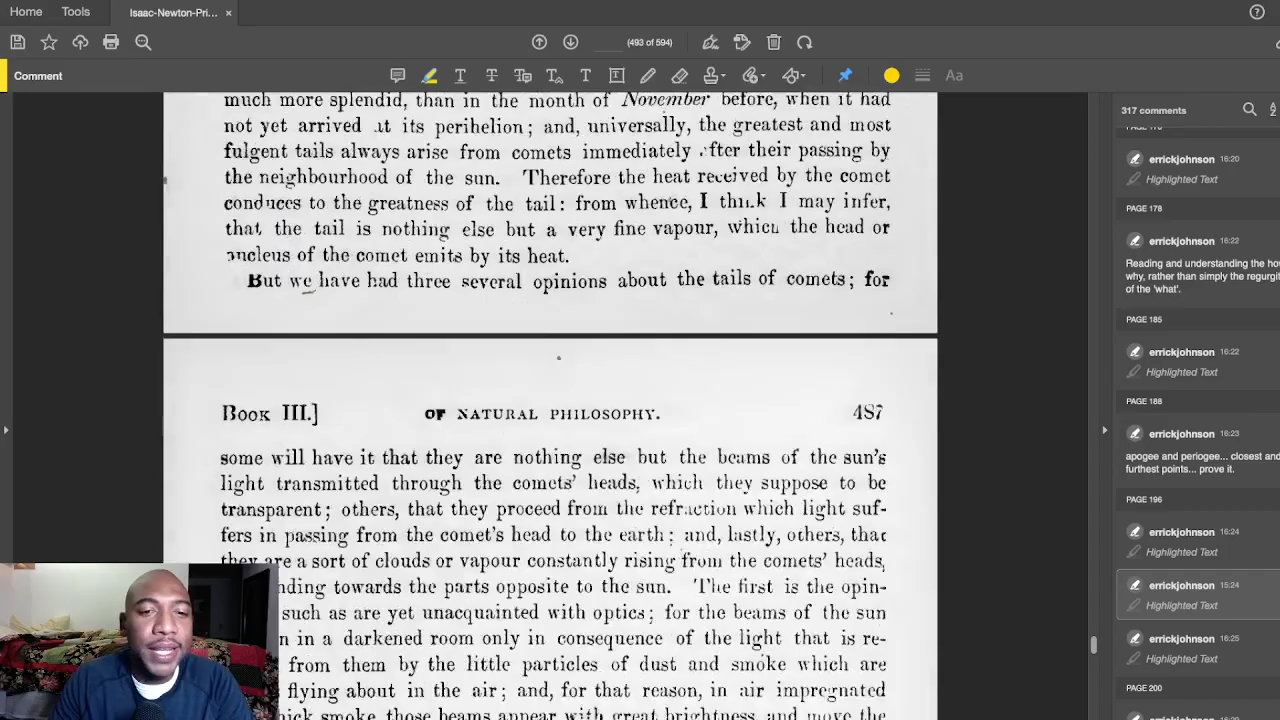 Home Tools Isaac-Newton-Pri... ×
(493 of 594)
Comment
Aa
much more splendid, than in the month of November before, when it had
not yet arrived at its perihelion; and, universally, the greatest and most
fulgent tails always arise from comets immediately after their passing by
the neighbourhood of the sun. Therefore the heat received by the comet
conduces to the greatness of the tail: from whence, I think I may infer,
that the tail is nothing else but a very fine vapour, which the head or
nucleus of the comet emits by its heat.
But we have had three several opinions about the tails of comets; for
BOOK III.] OF NATURAL PHILOSOPHY. 487
some will have it that they are nothing else but the beams of the sun's
light transmitted through the comets' heads, which they suppose to be
transparent; others, that they proceed from the refraction which light suf-
fers in passing from the comet's head to the earth; and, lastly, others, that
they are a sort of clouds or vapour constantly rising from the comets' heads,
towards the parts opposite to the sun. The first is the opin-
such as are yet unacquainted with optics; for the beams of the sun
in a darkened room only in consequence of the light that is re-
from them by the little particles of dust and smoke which are
flying about in the air; and, for that reason, in air impregnated
smoke, those beams appear with great brightness, and move the
317 comments
errickjohnson 16:20
Highlighted Text
PAGE 178
errickjohnson 16:22
Reading and understanding the how
why, rather than simply the regurgit
of the 'what'.
PAGE 185
errickjohnson 16:22
Highlighted Text
PAGE 188
errickjohnson 16:23
apogee and periogee... closest and
furthest points... prove it.
PAGE 196
errickjohnson 16:24
Highlighted Text
errickjohnson 15:24
Highlighted Text
errickjohnson 16:25
Highlighted Text
PAGE 200